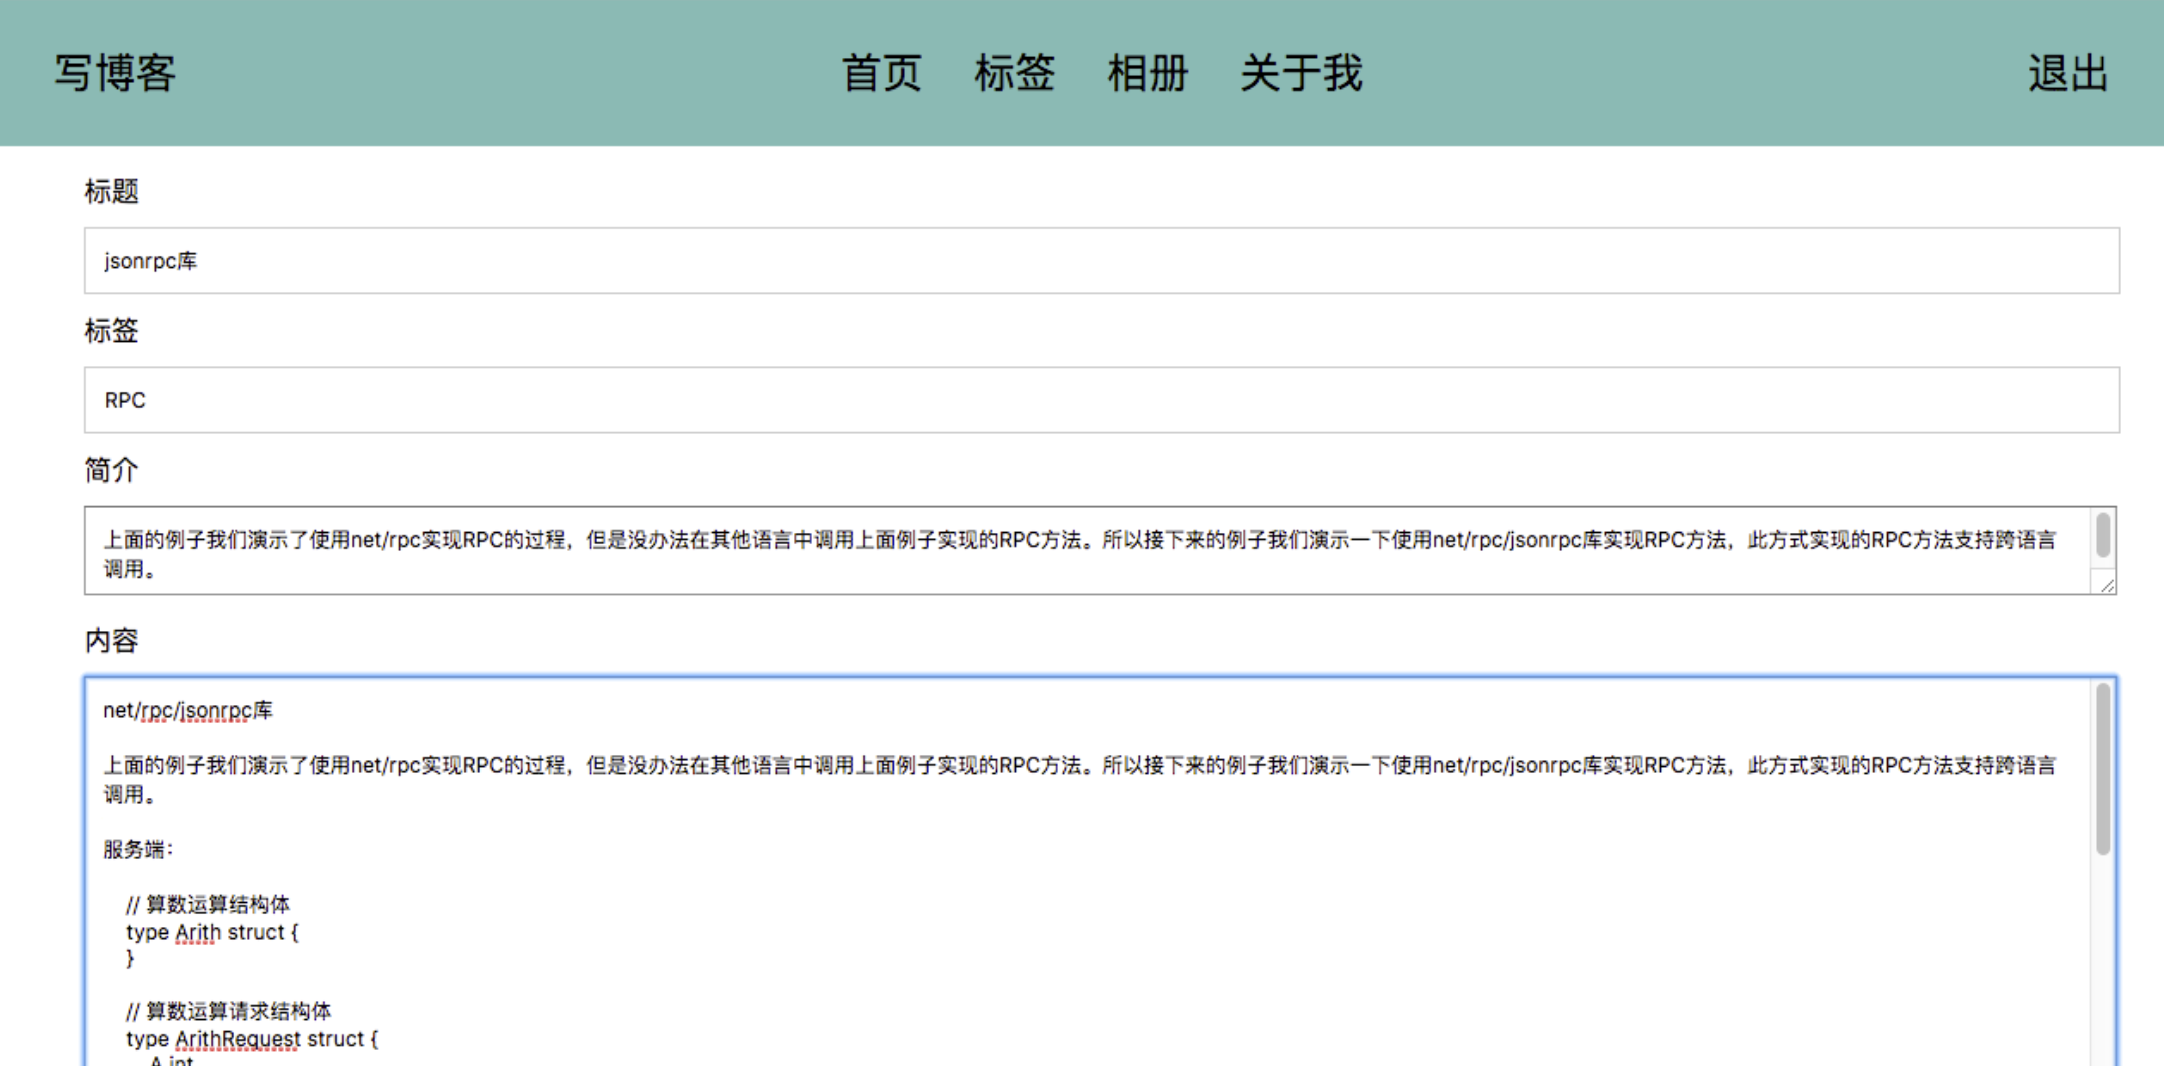 写博客 首页 标签 相册 关于我 退出
标题
jsonrpc库
标签
RPC
简介
上面的例子我们演示了使用net/rpc实现RPC的过程，但是没办法在其他语言中调用上面例子实现的RPC方法。所以接下来的例子我们演示一下使用net/rpc/jsonrpc库实现RPC方法，此方式实现的RPC方法支持跨语言
调用。
内容
net/rpc/jsonrpc库
上面的例子我们演示了使用net/rpc实现RPC的过程，但是没办法在其他语言中调用上面例子实现的RPC方法。所以接下来的例子我们演示一下使用net/rpc/jsonrpc库实现RPC方法，此方式实现的RPC方法支持跨语言
调用。
服务端：
// 算数运算结构体
type Arith struct {
}
// 算数运算请求结构体
type ArithRequest struct {
A int